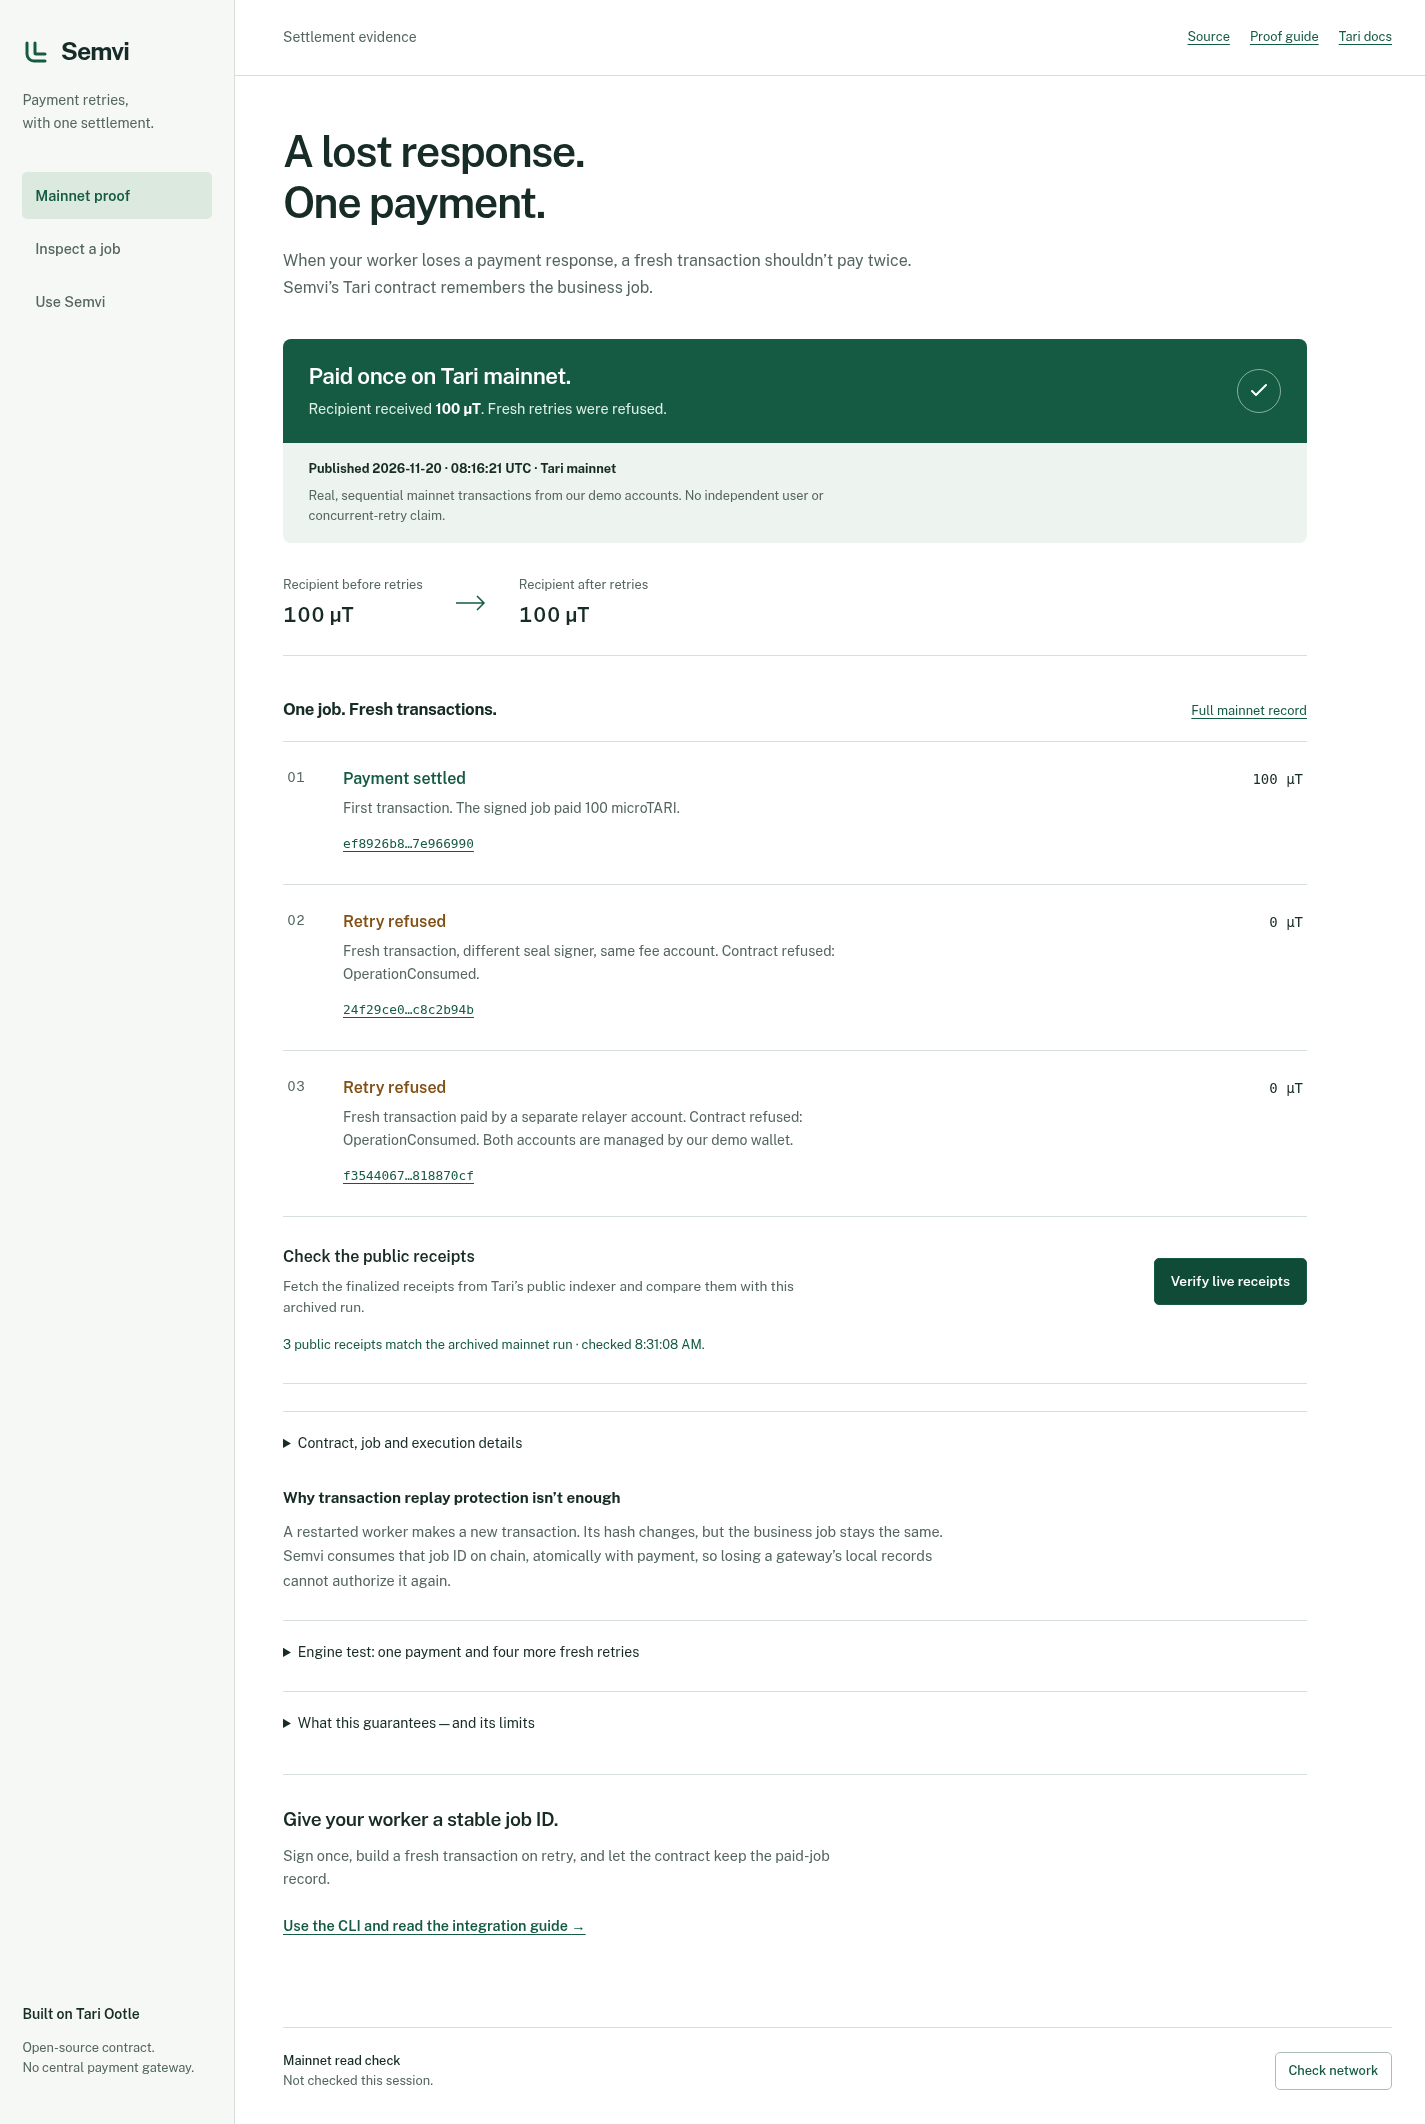 Semvi
Payment retries,
with one settlement.
Mainnet proof
Inspect a job
Use Semvi
Built on Tari Ootle
Open-source contract.
No central payment gateway.
Settlement evidence
Source
Proof guide
Tari docs
A lost response.
One payment.
When your worker loses a payment response, a fresh transaction shouldn’t pay twice.
Semvi’s Tari contract remembers the business job.
Paid once on Tari mainnet.
Recipient received 100 µT. Fresh retries were refused.
Published 2026-11-20 · 08:16:21 UTC · Tari mainnet
Real, sequential mainnet transactions from our demo accounts. No independent user or
concurrent-retry claim.
Recipient before retries
100 µT
Recipient after retries
100 µT
One job. Fresh transactions.
Full mainnet record
01
Payment settled
100 µT
First transaction. The signed job paid 100 microTARI.
ef8926b8…7e966990
02
Retry refused
0 µT
Fresh transaction, different seal signer, same fee account. Contract refused:
OperationConsumed.
24f29ce0…c8c2b94b
03
Retry refused
0 µT
Fresh transaction paid by a separate relayer account. Contract refused:
OperationConsumed. Both accounts are managed by our demo wallet.
f3544067…818870cf
Check the public receipts
Fetch the finalized receipts from Tari’s public indexer and compare them with this
archived run.
Verify live receipts
3 public receipts match the archived mainnet run · checked 8:31:08 AM.
▶ Contract, job and execution details
Why transaction replay protection isn’t enough
A restarted worker makes a new transaction. Its hash changes, but the business job stays the same.
Semvi consumes that job ID on chain, atomically with payment, so losing a gateway’s local records
cannot authorize it again.
▶ Engine test: one payment and four more fresh retries
▶ What this guarantees — and its limits
Give your worker a stable job ID.
Sign once, build a fresh transaction on retry, and let the contract keep the paid-job
record.
Use the CLI and read the integration guide →
Mainnet read check
Not checked this session.
Check network